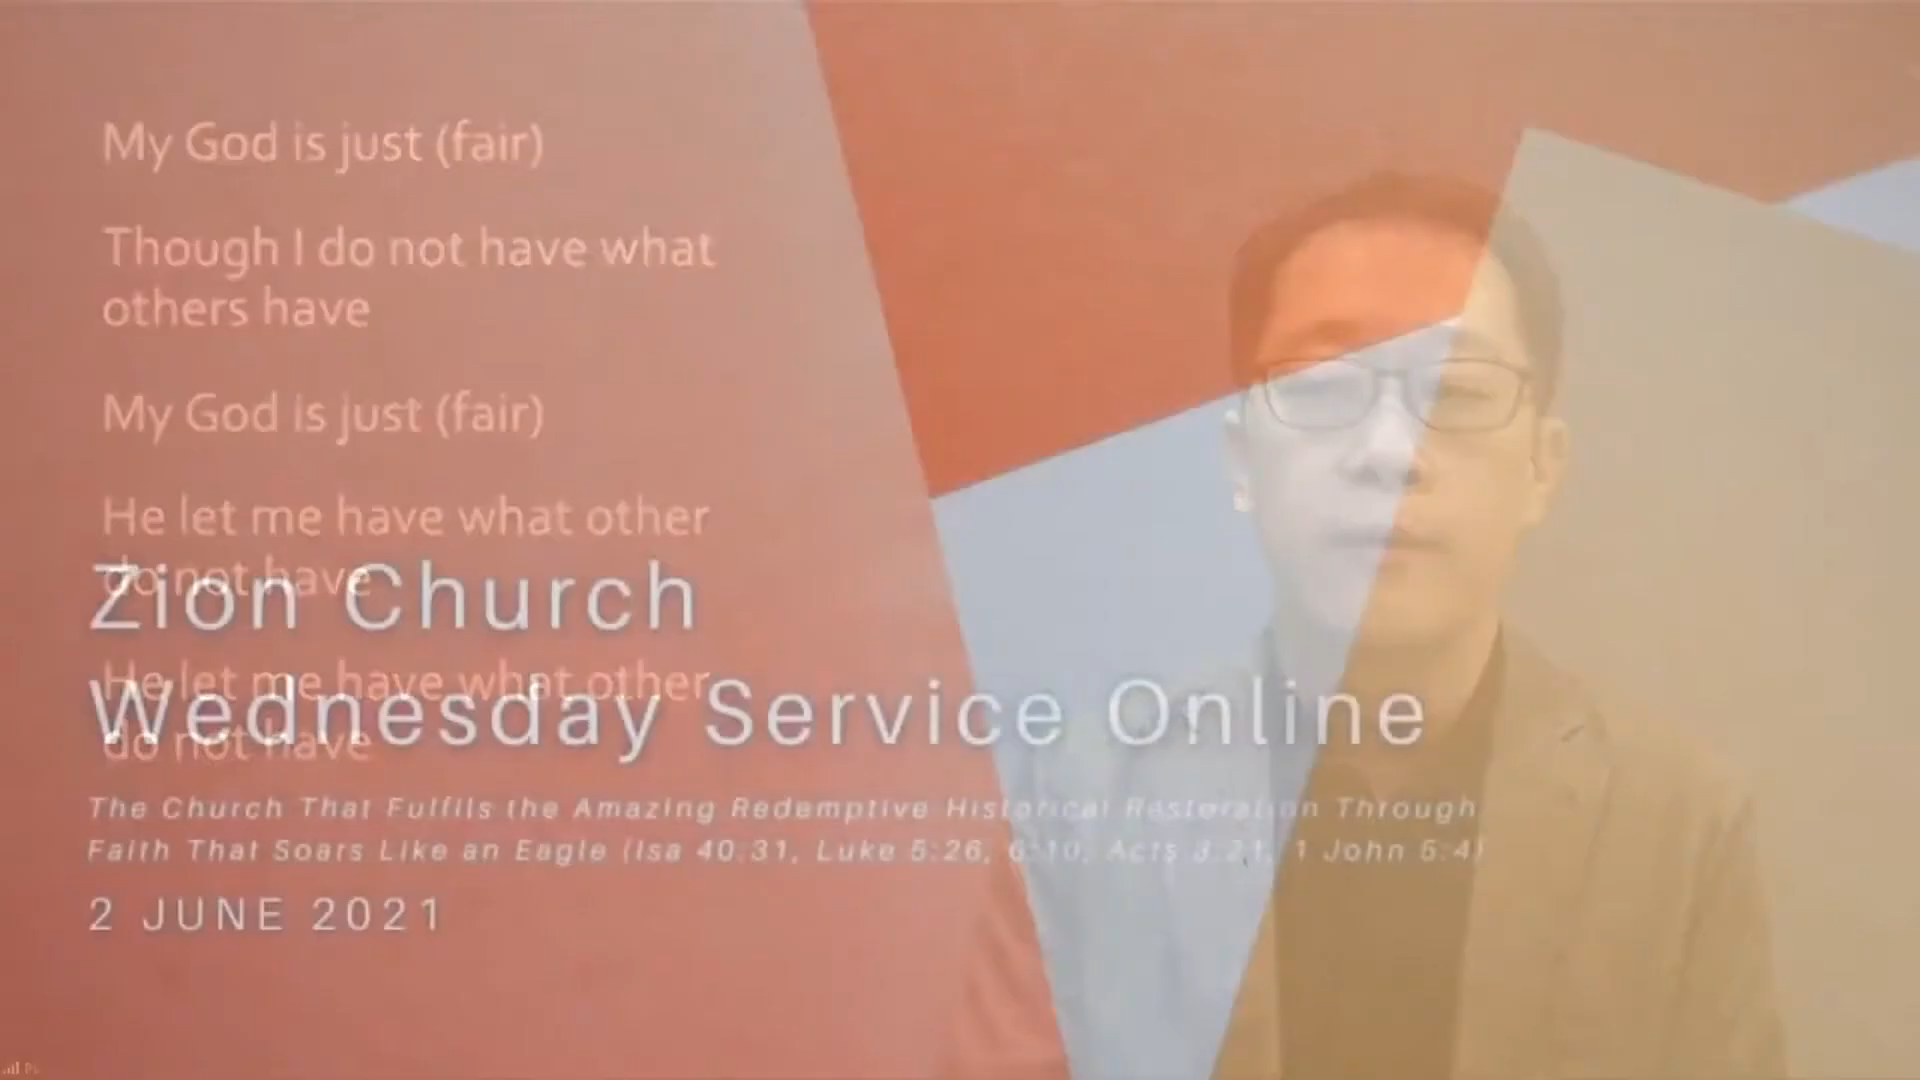 My God is just (fair)
Though I do not have what
others have
My God is just (fair)
He let me have what other
do not have
Zion Church
He let me have what other
Wednesday Service Online
do not have
The Church That Fulfils the Amazing Redemptive Historical Restoration Through
Faith That Soars Like an Eagle (Isa 40:31, Luke 5:26, 6:10, Acts 3:21, 1 John 5:4)
2 JUNE 2021